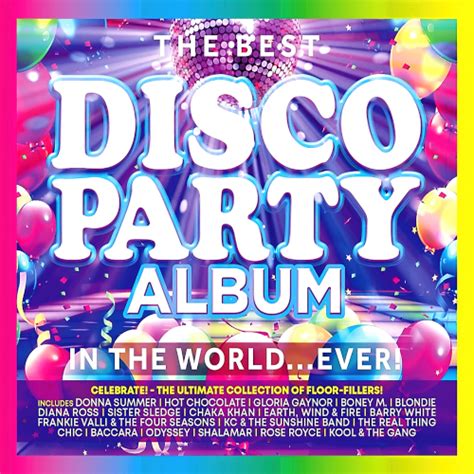 THE BEST
DISCO
PARTY
ALBUM
IN THE WORLD...EVER!
CELEBRATE! - THE ULTIMATE COLLECTION OF FLOOR-FILLERS!
INCLUDES DONNA SUMMER | HOT CHOCOLATE | GLORIA GAYNOR | BONEY M. | BLONDIE
DIANA ROSS | SISTER SLEDGE | CHAKA KHAN | EARTH, WIND & FIRE | BARRY WHITE
FRANKIE VALLI & THE FOUR SEASONS | KC & THE SUNSHINE BAND | THE REAL THING
CHIC | BACCARA | ODYSSEY | SHALAMAR | ROSE ROYCE | KOOL & THE GANG